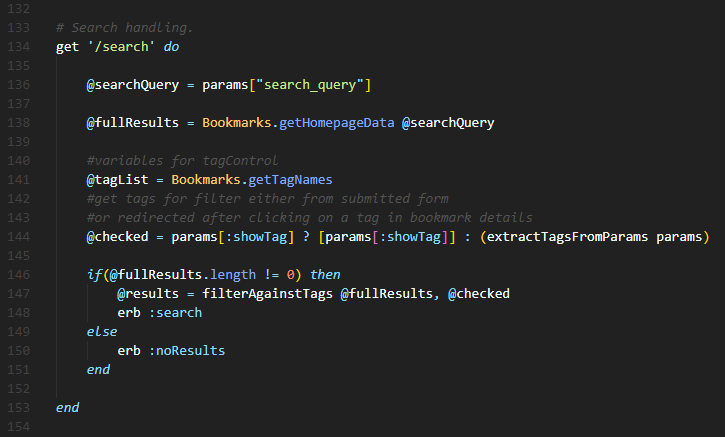 132
133 # Search handling.
134 get '/search' do
135
136 @searchQuery = params["search_query"]
137
138 @fullResults = Bookmarks.getHomepageData @searchQuery
139
140 #variables for tagControl
141 @tagList = Bookmarks.getTagNames
142 #get tags for filter either from submitted form
143 #or redirected after clicking on a tag in bookmark details
144 @checked = params[:showTag] ? [params[:showTag]] : (extractTagsFromParams params)
145
146 if(@fullResults.length != 0) then
147 @results = filterAgainstTags @fullResults, @checked
148 erb :search
149 else
150 erb :noResults
151 end
152
153 end
154